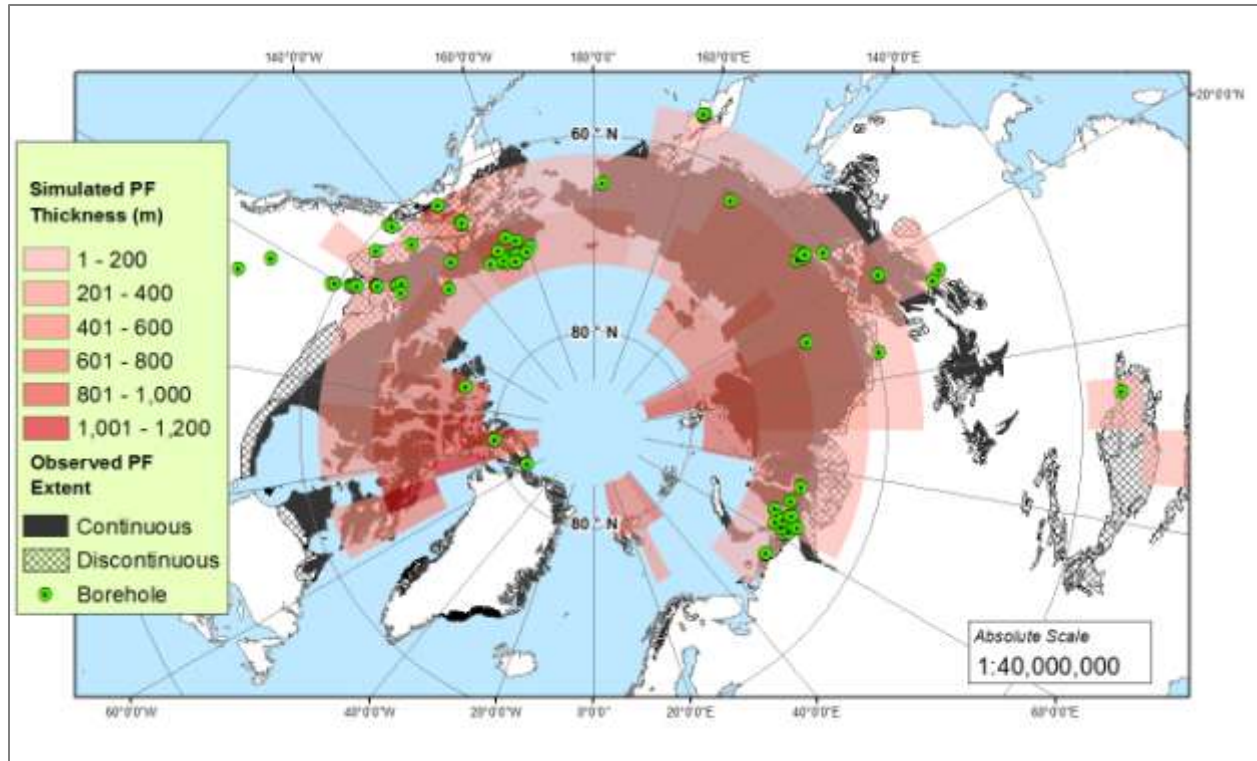 140°0'0"W
160°0'0"W
180°0'0"
160°0'0"E
140°0'0"E
20°0'0"N
60° N
Simulated PF
Thickness (m)
1 - 200
201 - 400
401 - 600
601 - 800
801 - 1,000
1,001 - 1,200
Observed PF
Extent
Continuous
Discontinuous
Borehole
80° N
80° N
Absolute Scale
1:40,000,000
60°0'0"W
40°0'0"W
20°0'0"W
0°0'0"
20°0'0"E
40°0'0"E
60°0'0"E